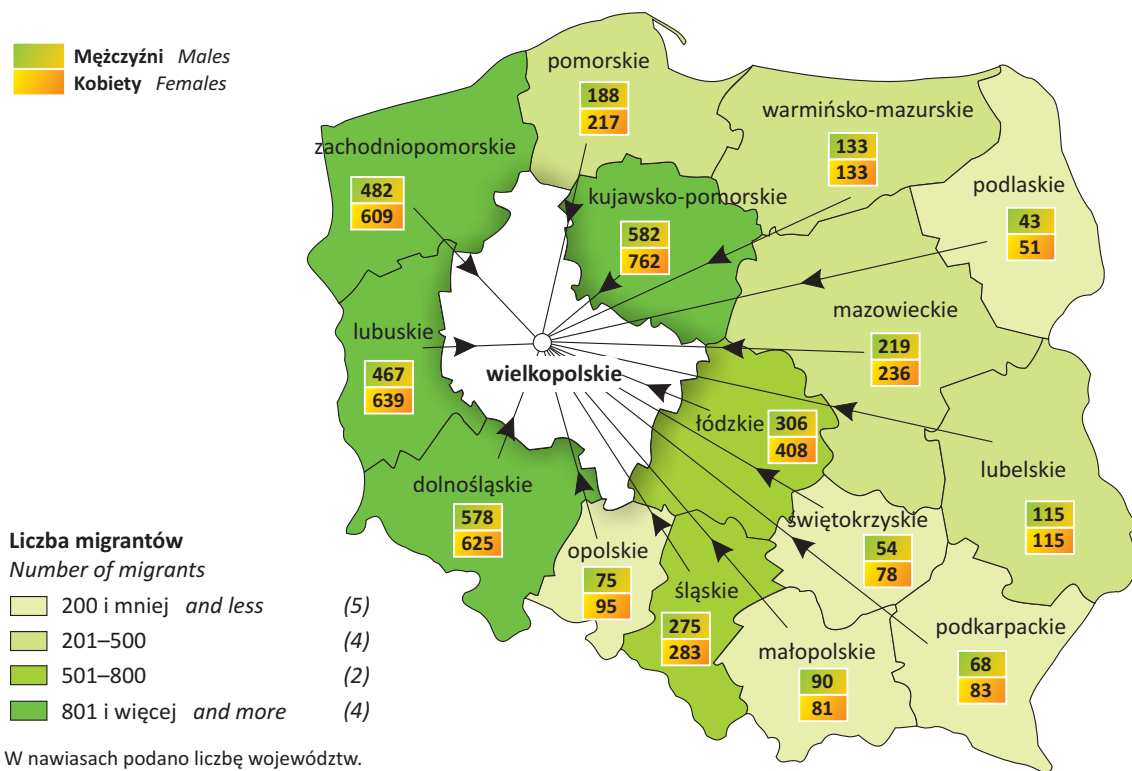 Mężczyźni Males
Kobiety Females
pomorskie
188
217
warmińsko-mazurskie
133
133
zachodniopomorskie
482
609
kujawsko-pomorskie
582
762
podlaskie
43
51
mazowieckie
219
236
lubuskie
467
639
wielkopolskie
łódzkie
306
408
lubelskie
115
115
dolnośląskie
578
625
świętokrzyskie
54
78
opolskie
75
95
śląskie
275
283
małopolskie
90
81
podkarpackie
68
83
Liczba migrantów
Number of migrants
200 i mniej and less (5)
201–500 (4)
501–800 (2)
801 i więcej and more (4)
W nawiasach podano liczbę województw.